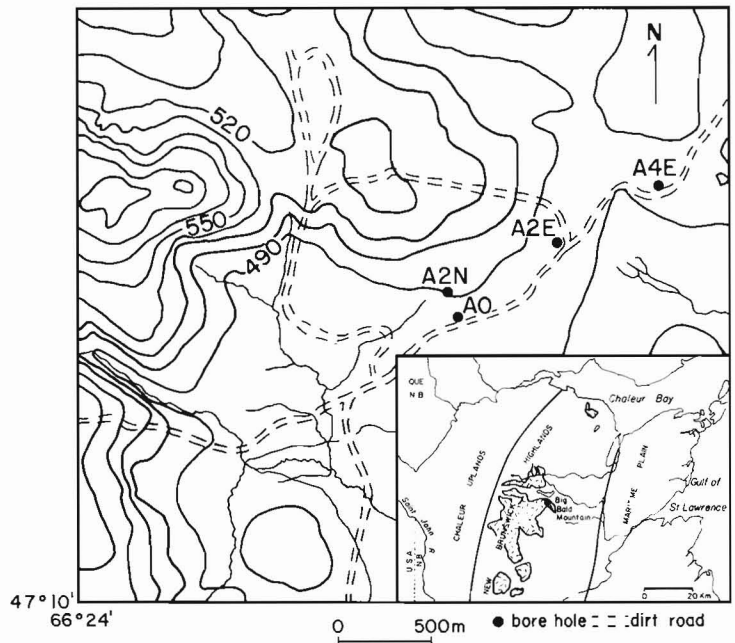 N
520
A4E
550
A2E
490
A2N
AO
QUE
N B
Chaleur Bay
CHALEUR UPLANDS
NEW BRUNSWICK HIGHLANDS
MARITIME PLAIN
Gulf of
St Lawrence
Big
Bald
Mountain
Saint John R
U.S.A.
N B
0 20 Km
47°10'
66°24'
0 500m
bore hole dirt road